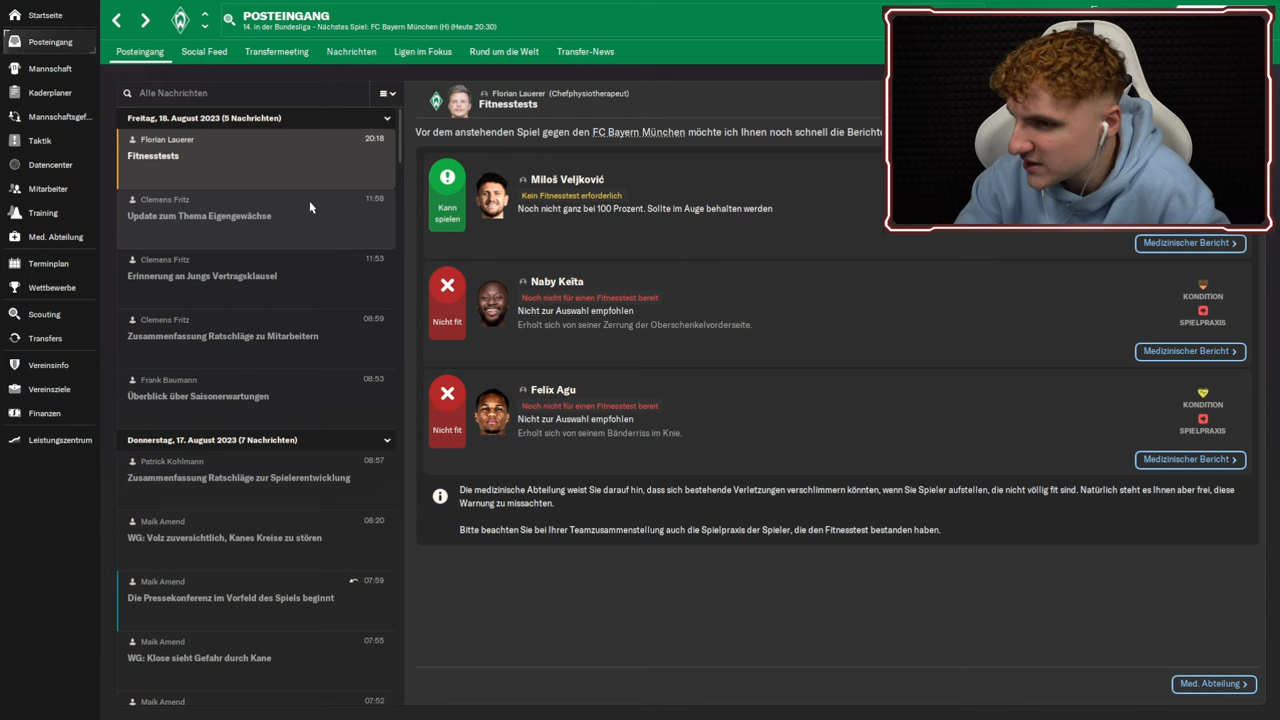 Startseite
Posteingang
Mannschaft
Kaderplaner
Mannschaftsgef...
Taktik
Datencenter
Mitarbeiter
Training
Med. Abteilung
Terminplan
Wettbewerbe
Scouting
Transfers
Vereinsinfo
Vereinsziele
Finanzen
Leistungszentrum
POSTEINGANG
14. in der Bundesliga - Nächstes Spiel: FC Bayern München (H) (Heute 20:30)
Posteingang Social Feed Transfermeeting Nachrichten Ligen im Fokus Rund um die Welt Transfer-News
Alle Nachrichten
Freitag, 18. August 2023 (5 Nachrichten)
Florian Lauerer 20:18
Fitnesstests
Clemens Fritz 11:58
Update zum Thema Eigengewächse
Clemens Fritz 11:53
Erinnerung an Jungs Vertragsklausel
Clemens Fritz 08:59
Zusammenfassung Ratschläge zu Mitarbeitern
Frank Baumann 08:53
Überblick über Saisonerwartungen
Donnerstag, 17. August 2023 (7 Nachrichten)
Patrick Kohlmann 08:57
Zusammenfassung Ratschläge zur Spielerentwicklung
Maik Amend 08:20
WG: Volz zuversichtlich, Kanes Kreise zu stören
Maik Amend 07:59
Die Pressekonferenz im Vorfeld des Spiels beginnt
Maik Amend 07:55
WG: Klose sieht Gefahr durch Kane
Maik Amend 07:52
Florian Lauerer (Chefphysiotherapeut)
Fitnesstests
Vor dem anstehenden Spiel gegen den FC Bayern München möchte ich Ihnen noch schnell die Berichte
Kann
spielen
Miloš Veljković
Kein Fitnesstest erforderlich
Noch nicht ganz bei 100 Prozent. Sollte im Auge behalten werden
Medizinischer Bericht
Nicht fit
Naby Keïta
Noch nicht für einen Fitnesstest bereit
Nicht zur Auswahl empfohlen
Erholt sich von seiner Zerrung der Oberschenkelvorderseite.
KONDITION
SPIELPRAXIS
Medizinischer Bericht
Nicht fit
Felix Agu
Noch nicht für einen Fitnesstest bereit
Nicht zur Auswahl empfohlen
Erholt sich von seinem Bänderriss im Knie.
KONDITION
SPIELPRAXIS
Medizinischer Bericht
Die medizinische Abteilung weist Sie darauf hin, dass sich bestehende Verletzungen verschlimmern könnten, wenn Sie Spieler aufstellen, die nicht völlig fit sind. Natürlich steht es Ihnen aber frei, diese
Warnung zu missachten.
Bitte beachten Sie bei Ihrer Teamzusammenstellung auch die Spielpraxis der Spieler, die den Fitnesstest bestanden haben.
Med. Abteilung